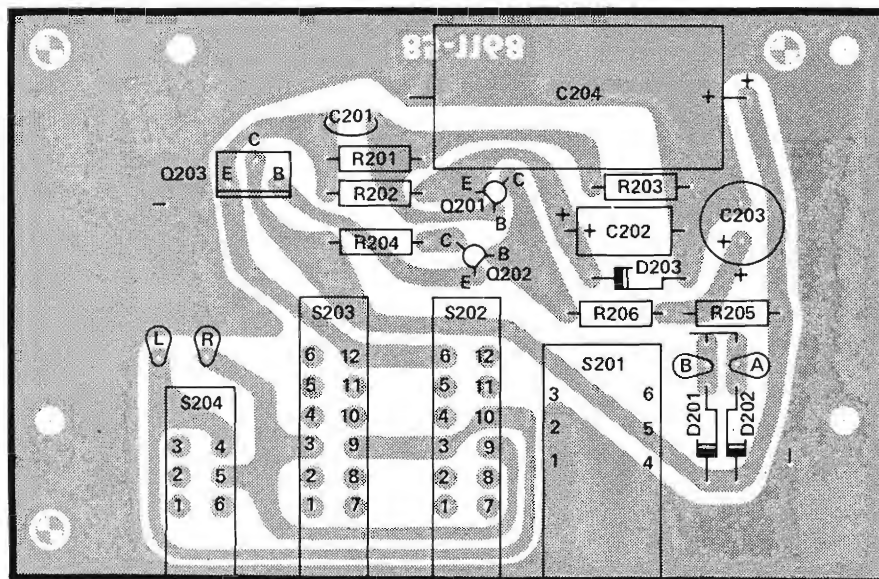 C204
+ +
+
C201
C
Q203 E B
R201
R202
E C
Q201
B
R203
C203
+
+
+ + C202
R204
C B
E Q202
D203
R206
R205
S203
S202
S201
L R
S204
6 12
5 11
4 10
3 9
2 8
1 7
6 12
5 11
4 10
3 9
2 8
1 7
3 6
2 5
1 4
B A
D201
D202
3 4
2 5
1 6